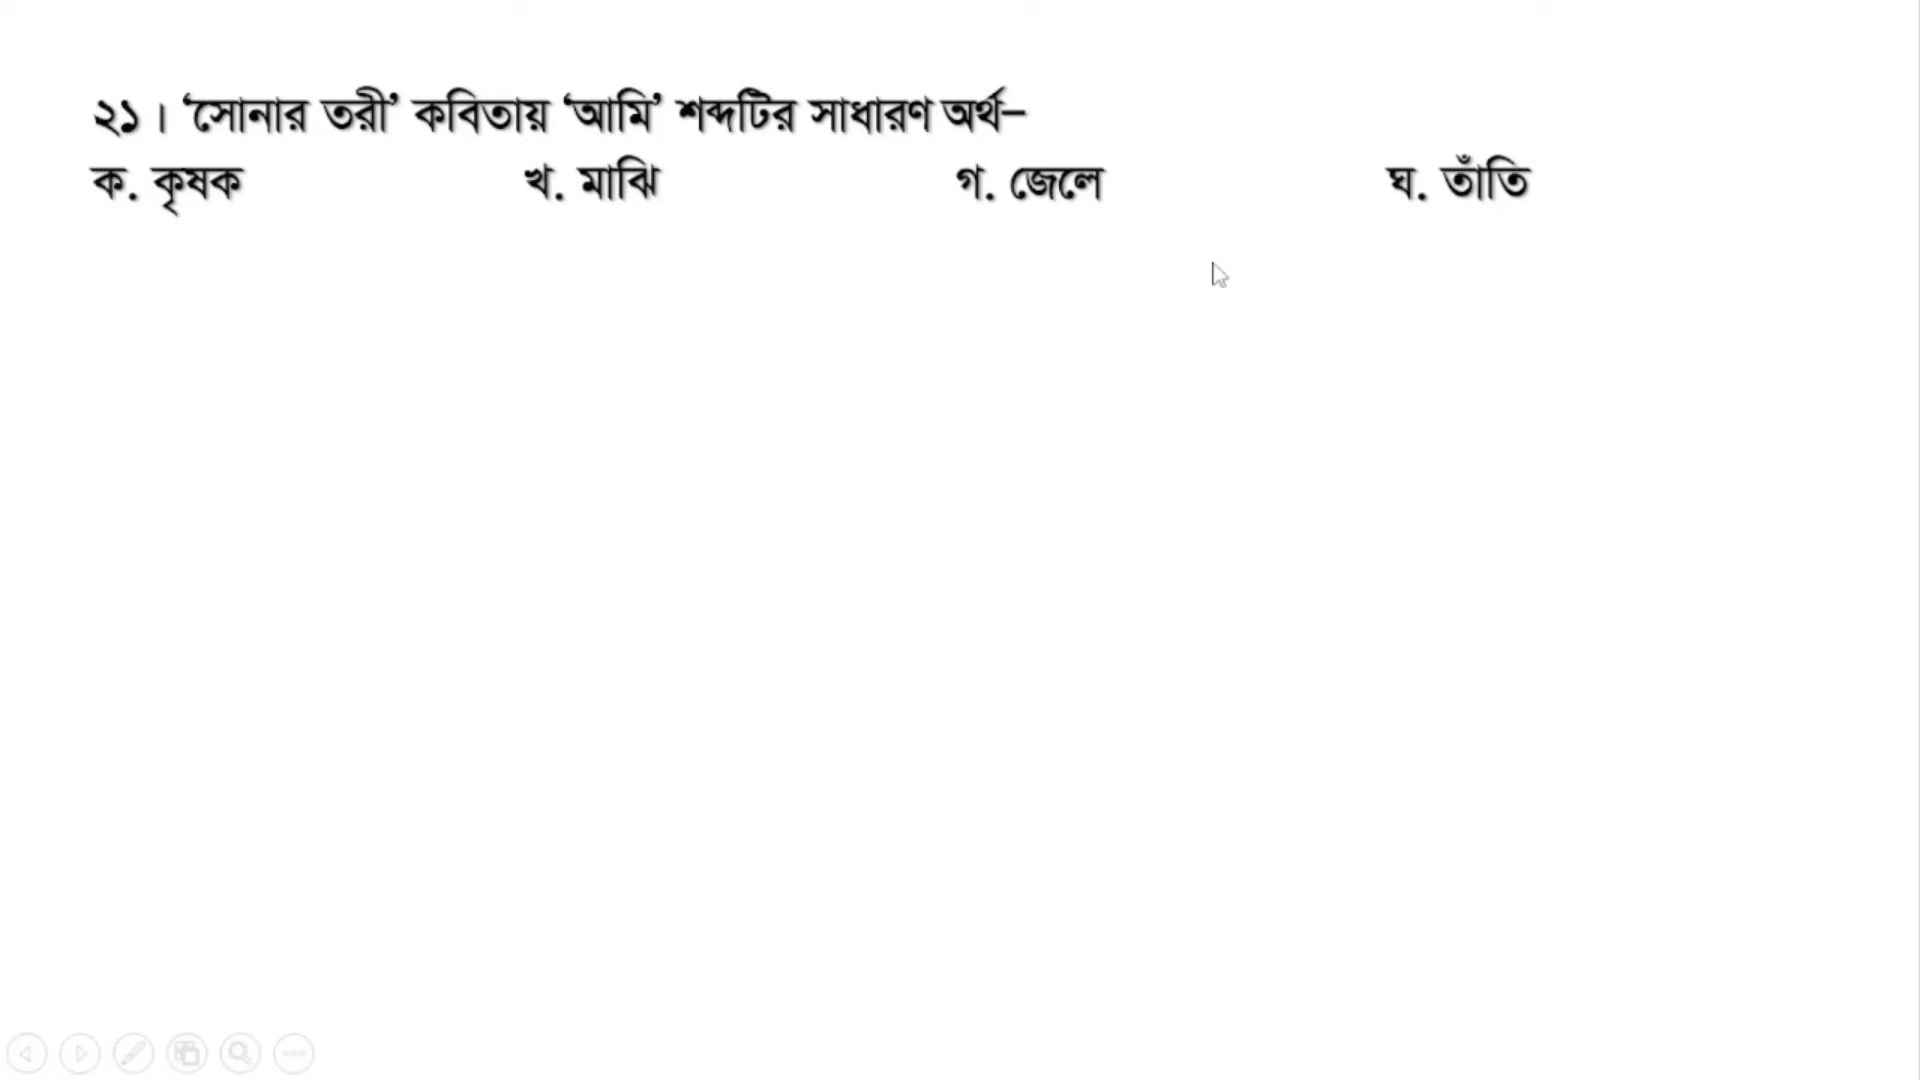 ২১। ‘সোনার তরী’ কবিতায় ‘আমি’ শব্দটির সাধারণ অর্থ–
ক. কৃষক খ. মাঝি গ. জেলে ঘ. তাঁতি